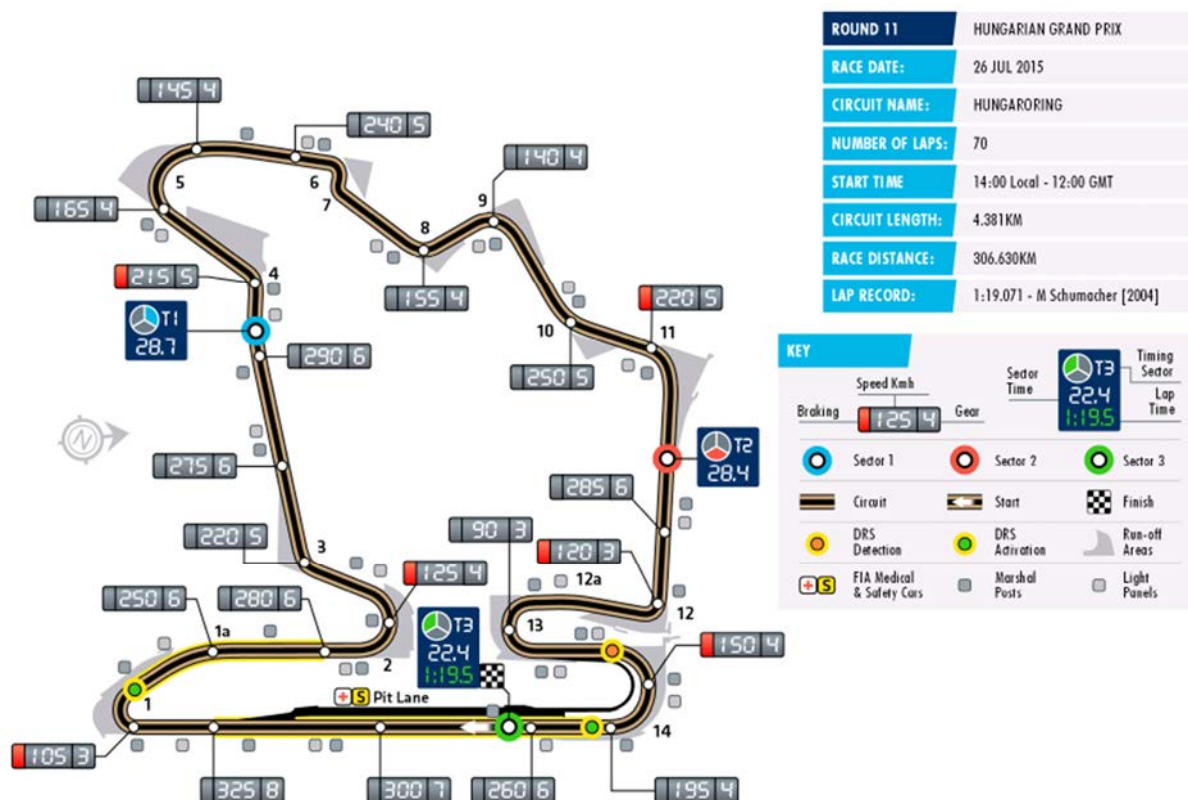 ROUND 11 HUNGARIAN GRAND PRIX
RACE DATE: 26 JUL 2015
CIRCUIT NAME: HUNGARORING
NUMBER OF LAPS: 70
START TIME 14:00 Local - 12:00 GMT
CIRCUIT LENGTH: 4.381KM
RACE DISTANCE: 306.630KM
LAP RECORD: 1:19.071 - M Schumacher [2004]
KEY
Speed Kmh
Braking 125 4 Gear
Sector Time
T3
22.4
1:19.5
Timing Sector
Lap Time
Sector 1
Sector 2
Sector 3
Circuit
Start
Finish
DRS Detection
DRS Activation
Run-off Areas
S
FIA Medical & Safety Cars
Marshal Posts
Light Panels
145 4
240 5
140 4
5
6
7
9
8
165 4
4
215 5
155 4
220 5
T1
28.7
10
11
290 6
250 5
N
T2
28.4
275 6
285 6
220 5
90 3
120 3
3
125 4
12a
250 6
280 6
12
1a
T3
22.4
1:19.5
13
150 4
2
1
S Pit Lane
14
105 3
325 8
300 7
260 6
195 4